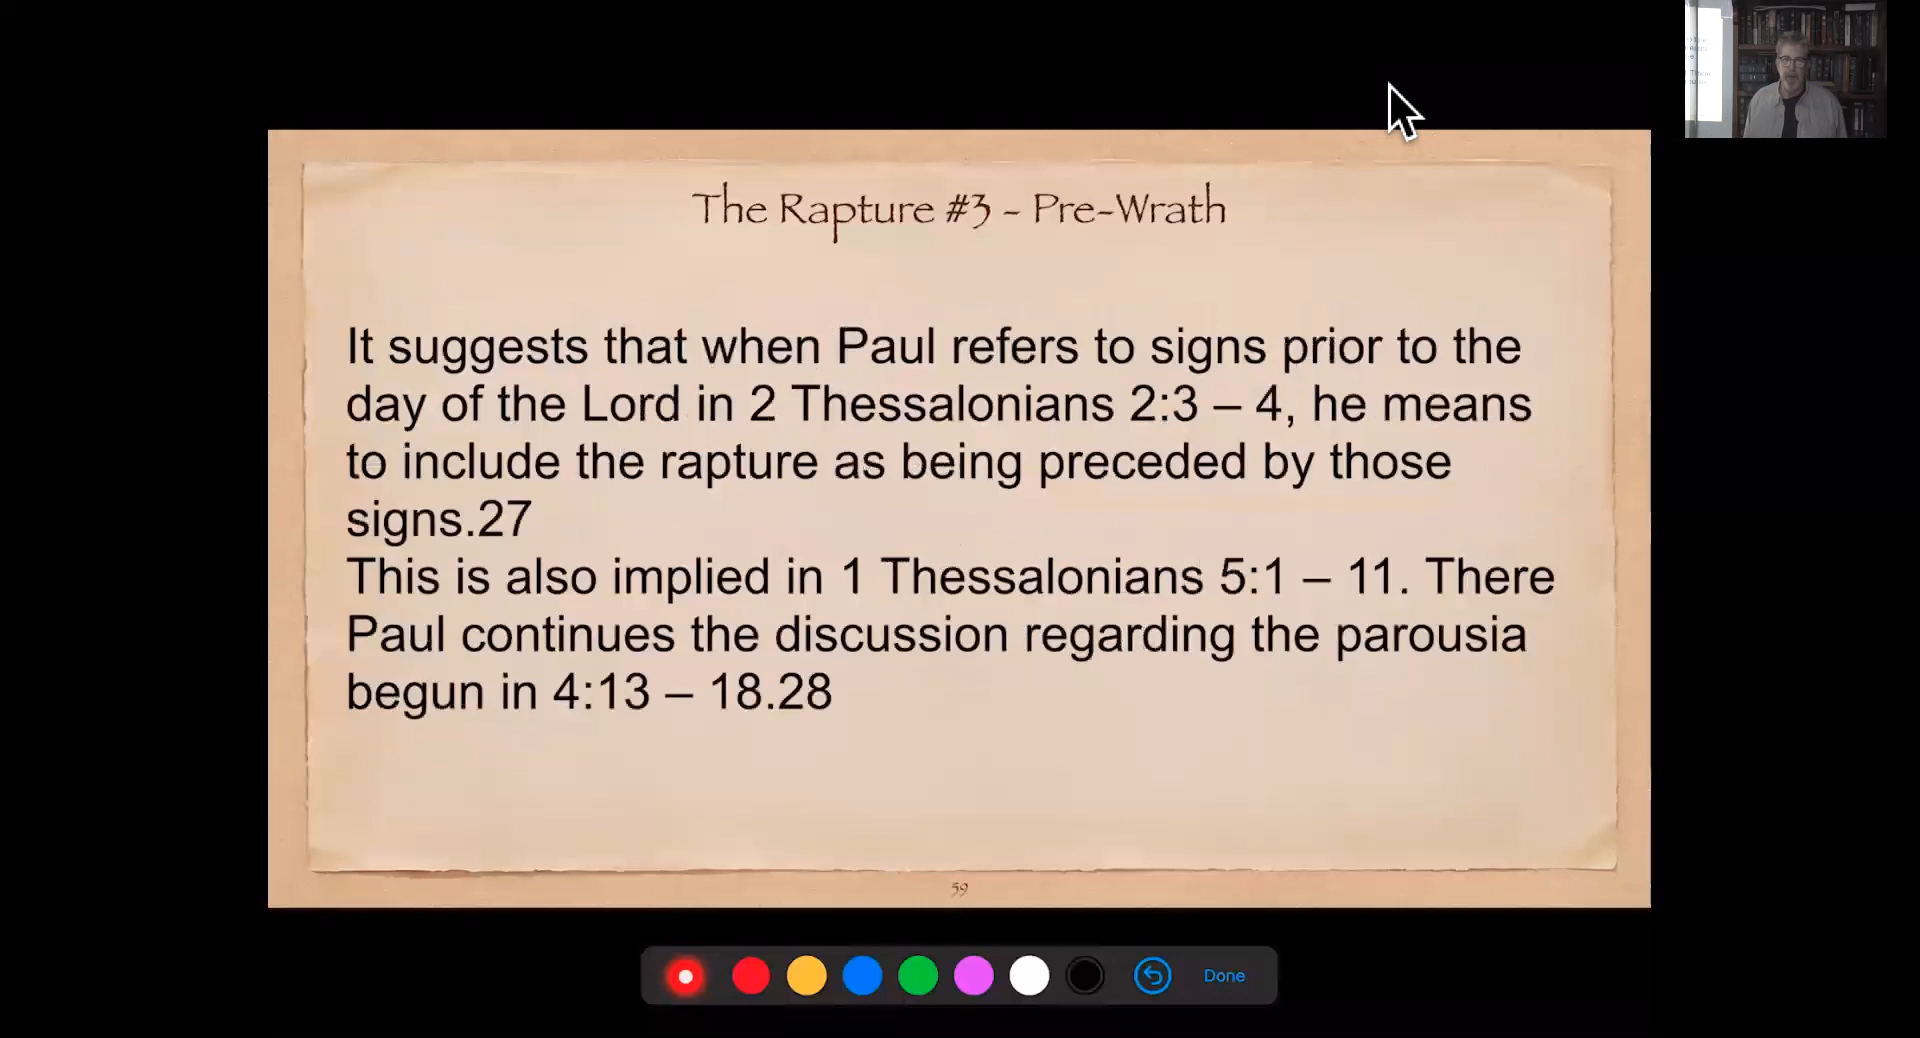 The Rapture #3 - Pre-Wrath
It suggests that when Paul refers to signs prior to the
day of the Lord in 2 Thessalonians 2:3 – 4, he means
to include the rapture as being preceded by those
signs.27
This is also implied in 1 Thessalonians 5:1 – 11. There
Paul continues the discussion regarding the parousia
begun in 4:13 – 18.28
59
Done